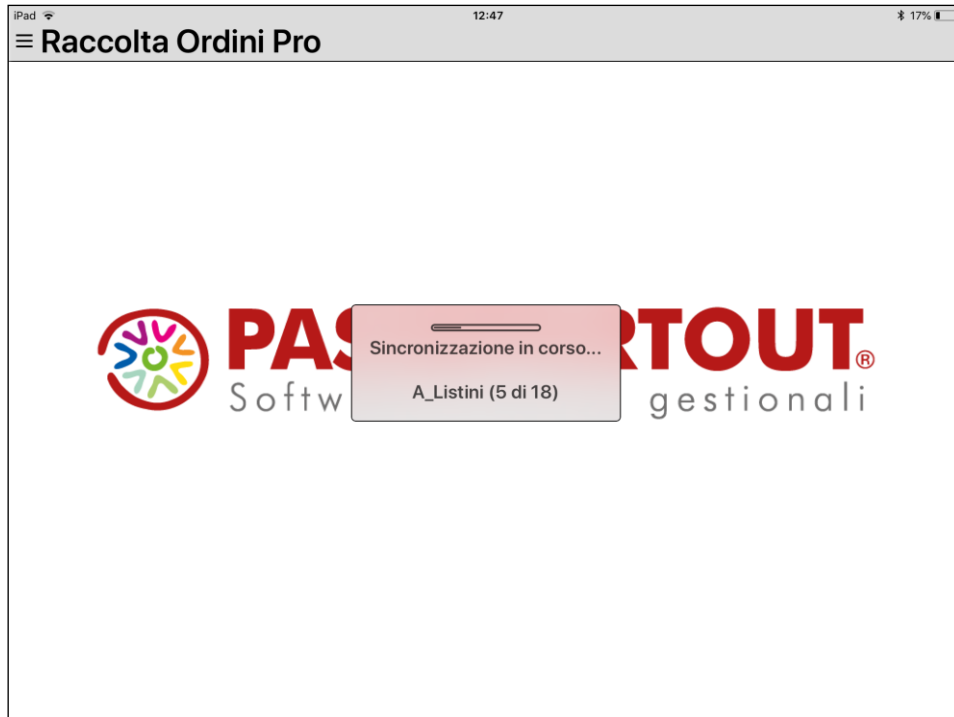 iPad 12:47 17%
≡ Raccolta Ordini Pro
PAS RTOUT®
Sincronizzazione in corso...
A_Listini (5 di 18)
Softw gestionali